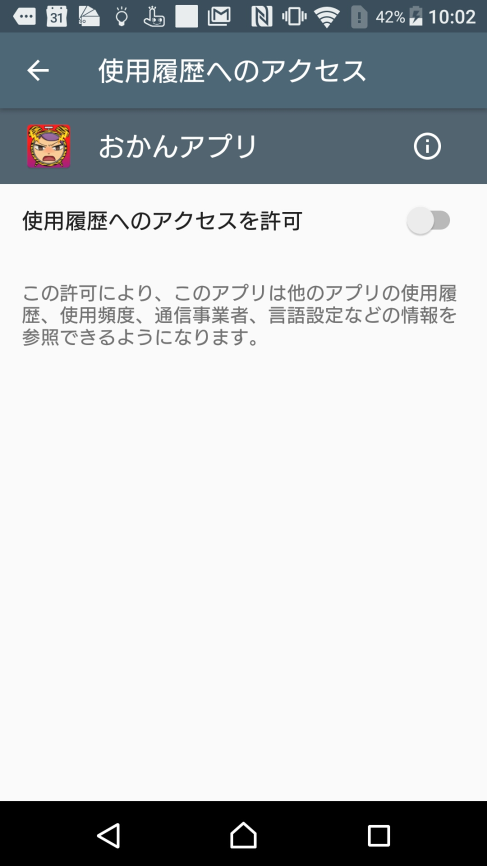 31
42% 10:02
使用履歴へのアクセス
おかんアプリ
使用履歴へのアクセスを許可
この許可により、このアプリは他のアプリの使用履
歴、使用頻度、通信事業者、言語設定などの情報を
参照できるようになります。